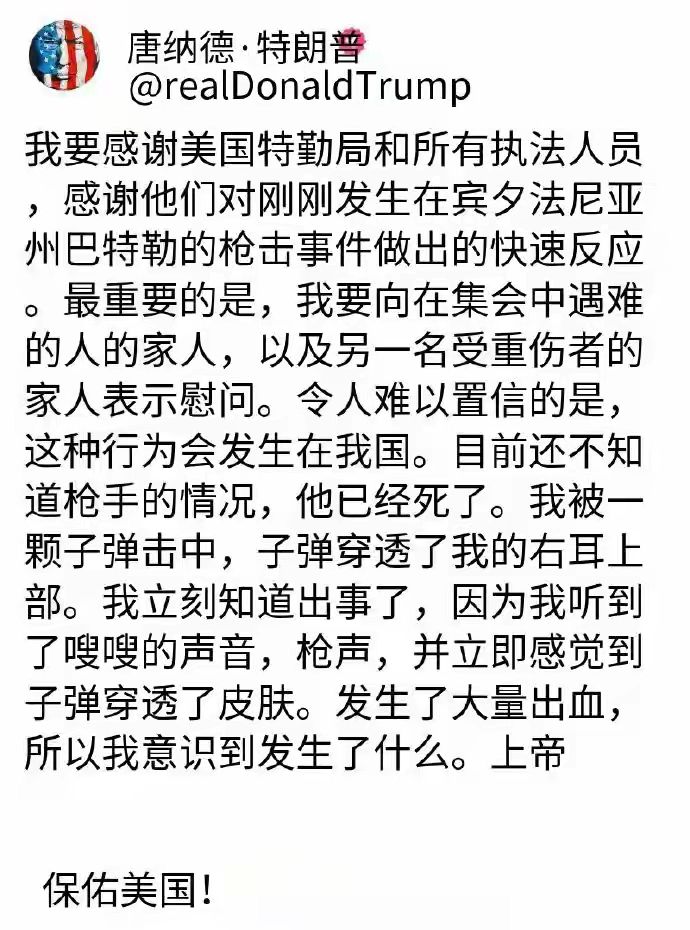 唐纳德·特朗普
@realDonaldTrump
我要感谢美国特勤局和所有执法人员
，感谢他们对刚刚发生在宾夕法尼亚
州巴特勒的枪击事件做出的快速反应
。最重要的是，我要向在集会中遇难
的人的家人，以及另一名受重伤者的
家人表示慰问。令人难以置信的是，
这种行为会发生在我国。目前还不知
道枪手的情况，他已经死了。我被一
颗子弹击中，子弹穿透了我的右耳上
部。我立刻知道出事了，因为我听到
了嗖嗖的声音，枪声，并立即感觉到
子弹穿透了皮肤。发生了大量出血，
所以我意识到发生了什么。上帝
保佑美国！